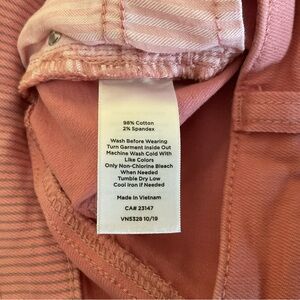 98% Cotton
2% Spandex
Wash Before Wearing
Turn Garment Inside Out
Machine Wash Cold With
Like Colors
Only Non-Chlorine Bleach
When Needed
Tumble Dry Low
Cool Iron if Needed
Made in Vietnam
CA# 23147
VN5328 10/19